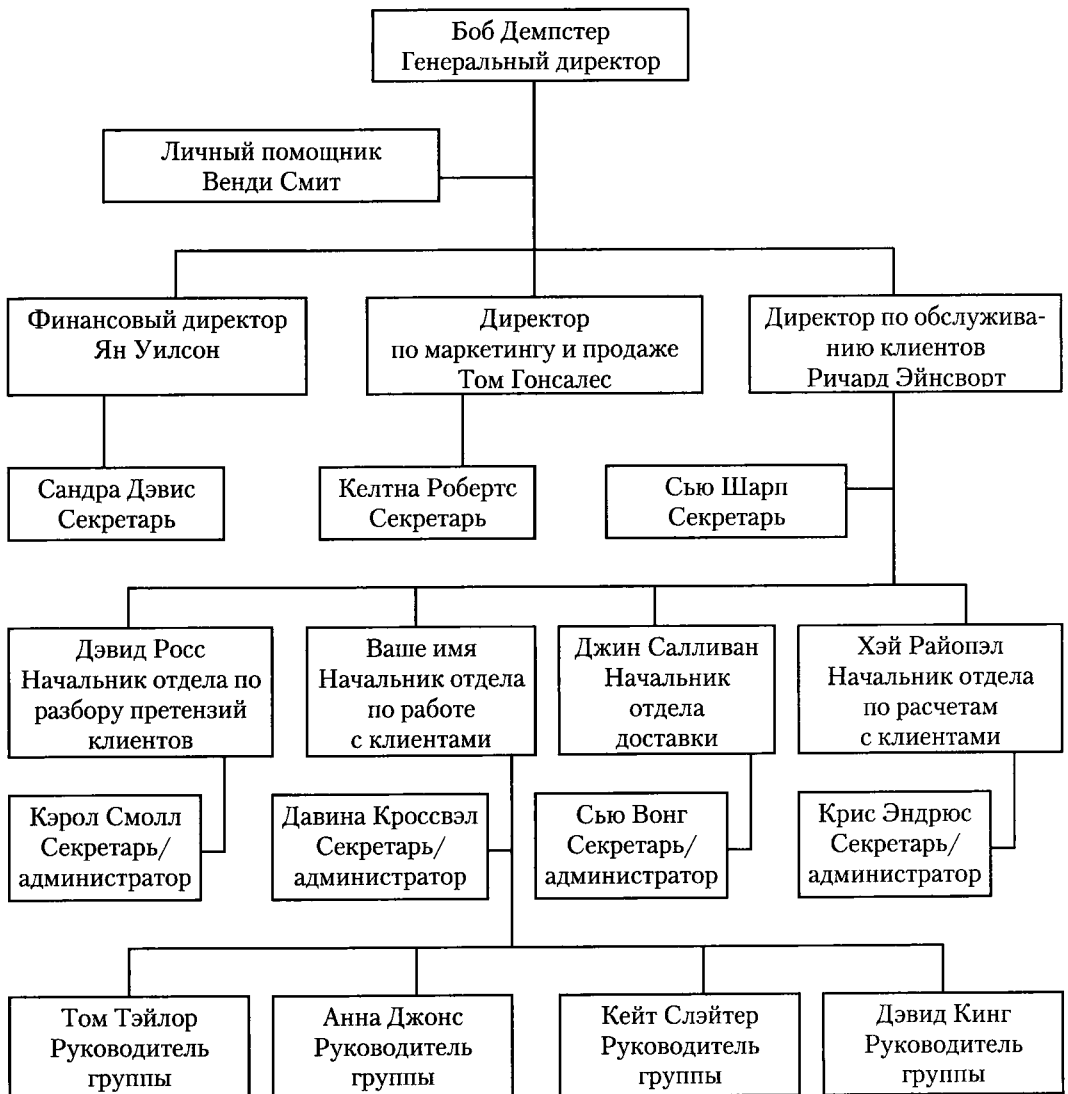 Боб Демпстер
Генеральный директор
Личный помощник
Венди Смит
Финансовый директор
Ян Уилсон
Директор
по маркетингу и продаже
Том Гонсалес
Директор по обслужива-
нию клиентов
Ричард Эйнсворт
Сандра Дэвис
Секретарь
Келтна Робертс
Секретарь
Сью Шарп
Секретарь
Дэвид Росс
Начальник отдела по
разбору претензий
клиентов
Ваше имя
Начальник отдела
по работе
с клиентами
Джин Салливан
Начальник
отдела
доставки
Хэй Райопэл
Начальник отдела
по расчетам
с клиентами
Кэрол Смолл
Секретарь/
администратор
Давина Кроссвэл
Секретарь/
администратор
Сью Вонг
Секретарь/
администратор
Крис Эндрюс
Секретарь/
администратор
Том Тэйлор
Руководитель
группы
Анна Джонс
Руководитель
группы
Кейт Слэйтер
Руководитель
группы
Дэвид Кинг
Руководитель
группы